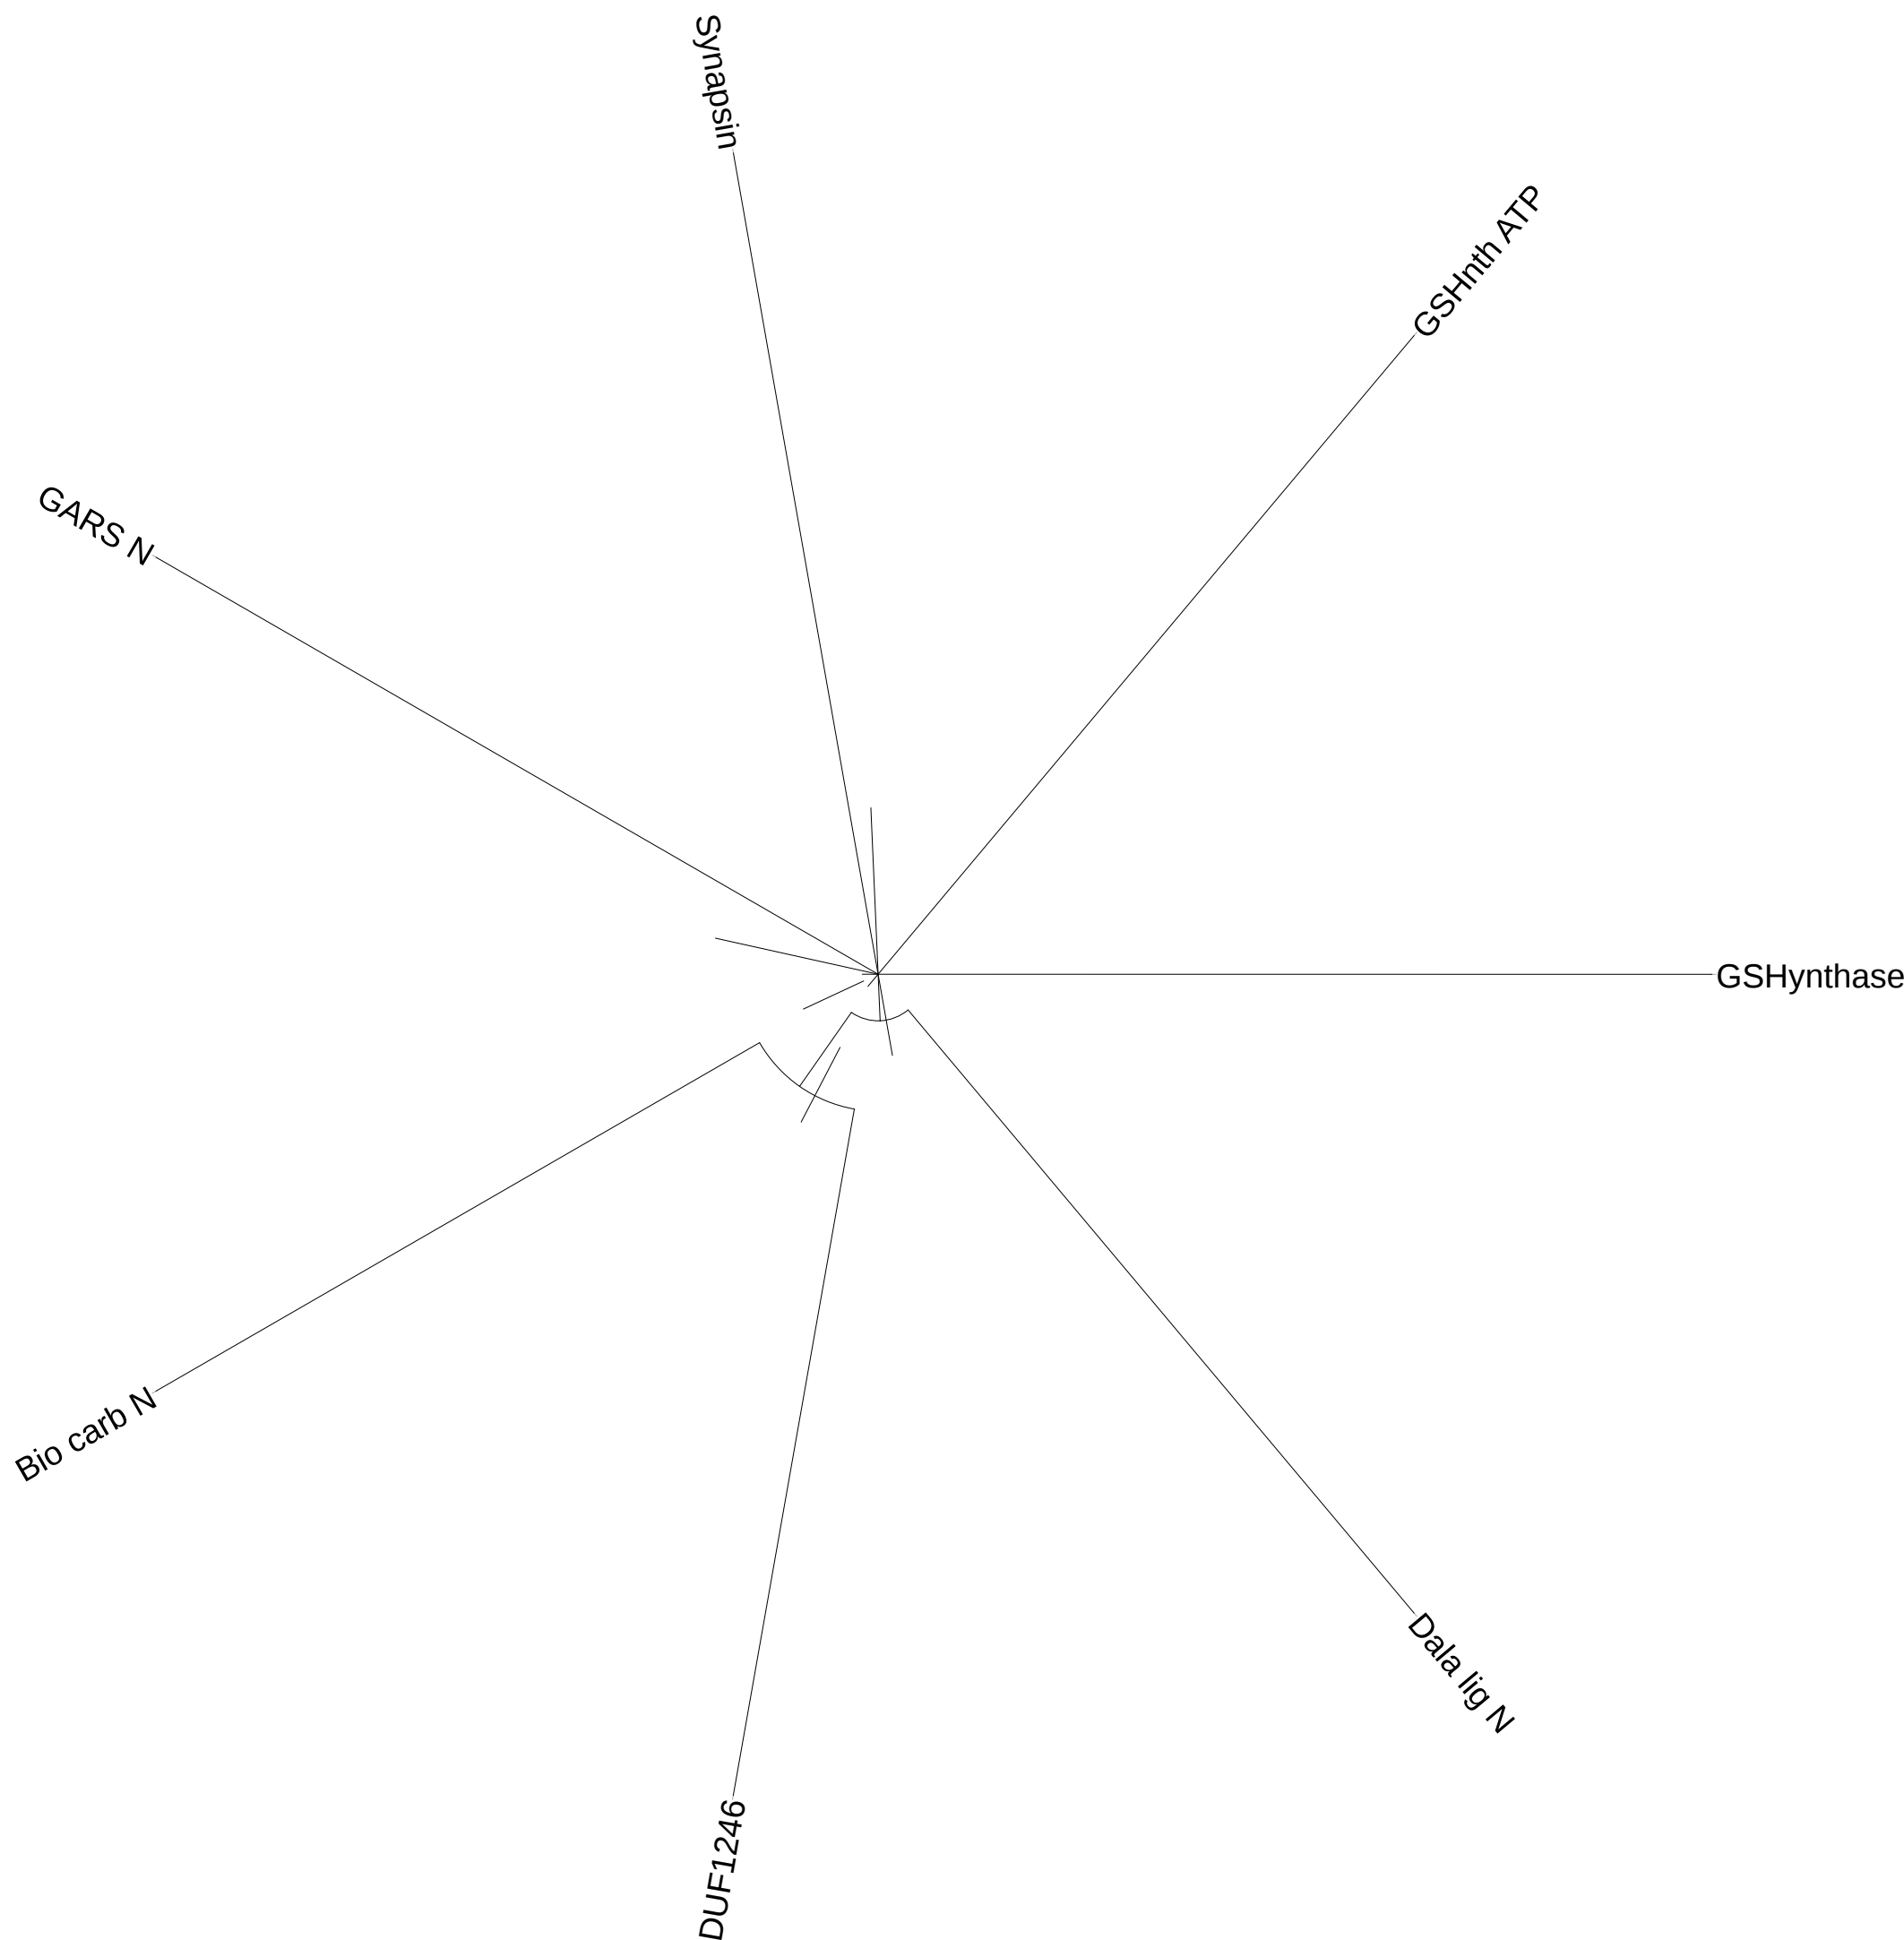 Synapsin
GSHnth ATP
GARS N
GSHynthase
Bio carb N
Dala lig N
DUF1246